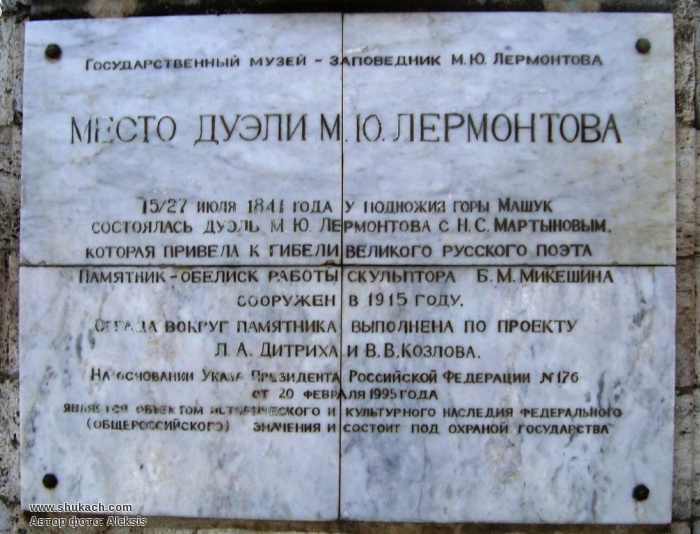 Государственный музей - заповедник М.Ю. Лермонтова
Место дуэли М.Ю. Лермонтова
15/27 июля 1841 года у подножия горы Машук
состоялась дуэль М. Ю. Лермонтова с Н.С. Мартыновым,
которая привела к гибели великого русского поэта
Памятник-обелиск работы скульптора Б.М. Микешина
сооружен в 1915 году.
Ограда вокруг памятника выполнена по проекту
Л.А. Дитриха и В.В. Козлова.
На основании Указа Президента Российской Федерации №176
от 20 февраля 1995 года
является объектом исторического и культурного наследия федерального
(общероссийского) значения и состоит под охраной государства
www.shukach.com
Автор фото: Aleksis